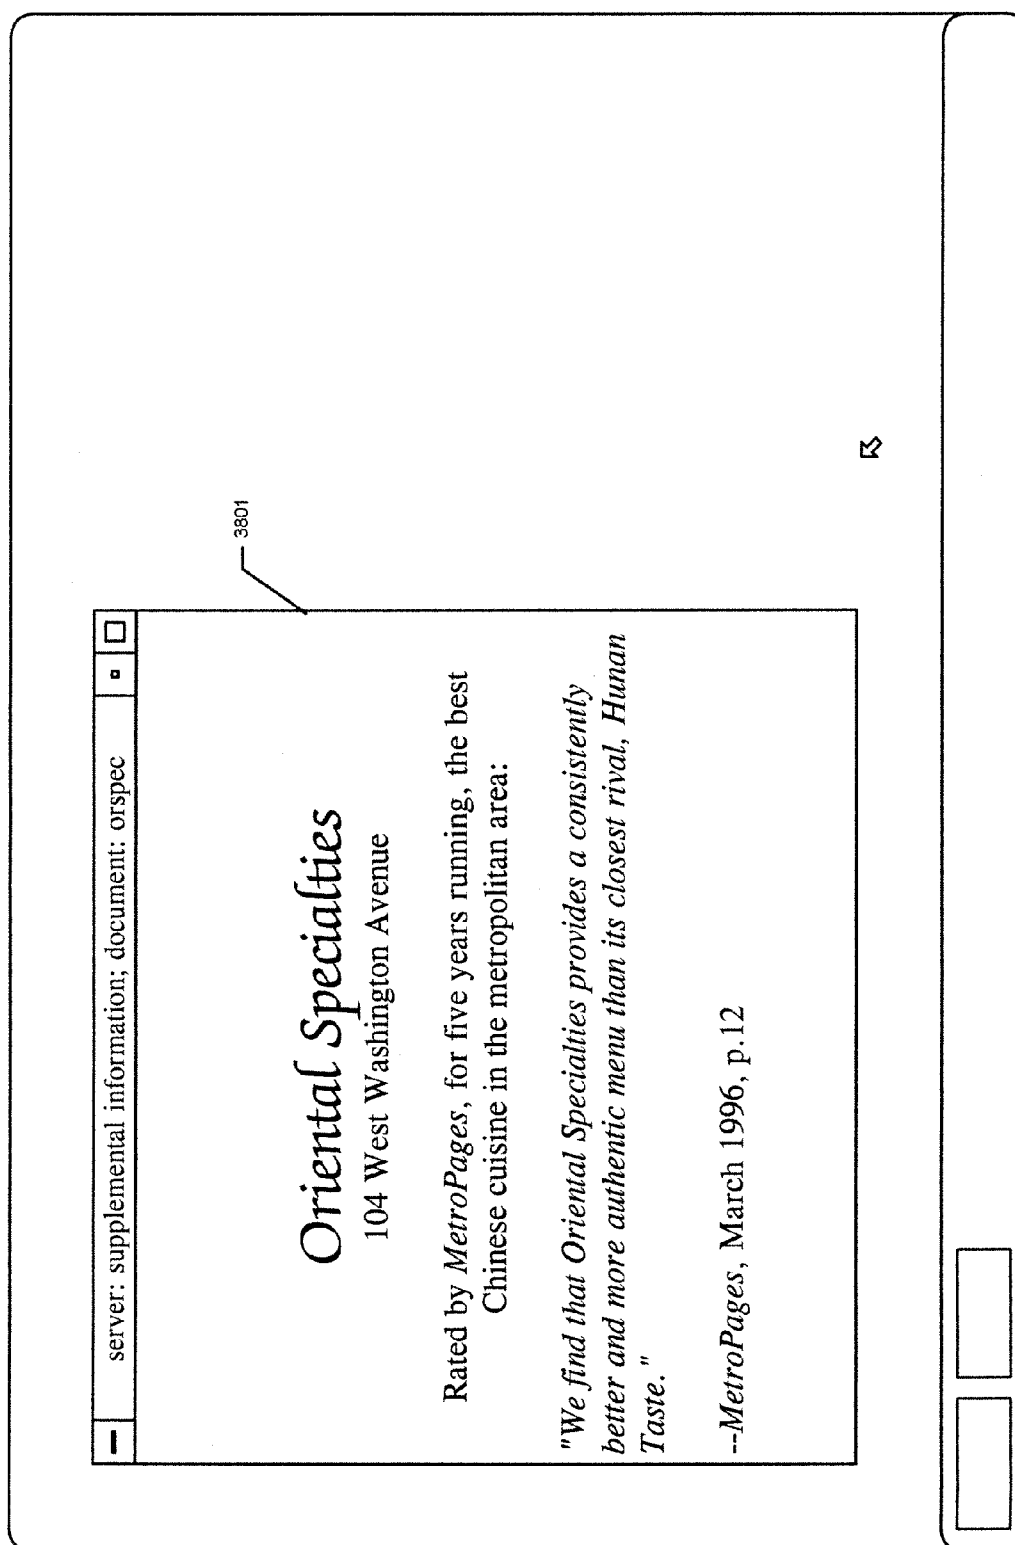 server: supplemental information; document: orspec
3801
Oriental Specialties
104 West Washington Avenue
Rated by MetroPages, for five years running, the best
Chinese cuisine in the metropolitan area:
"We find that Oriental Specialties provides a consistently
better and more authentic menu than its closest rival, Hunan
Taste."
--MetroPages, March 1996, p.12